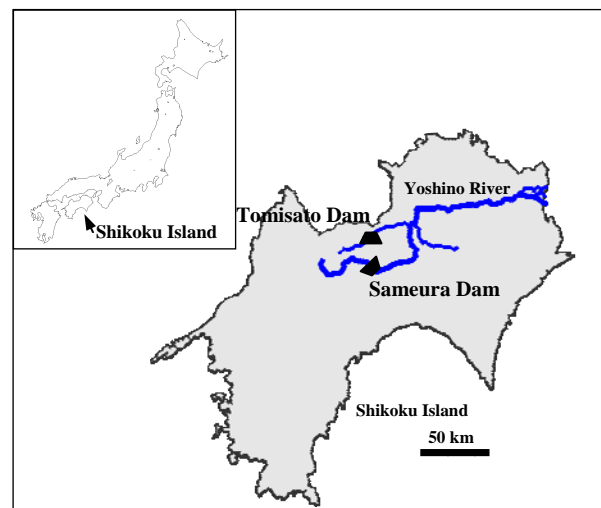 Shikoku Island
Yoshino River
Tomisato Dam
Sameura Dam
Shikoku Island
50 km